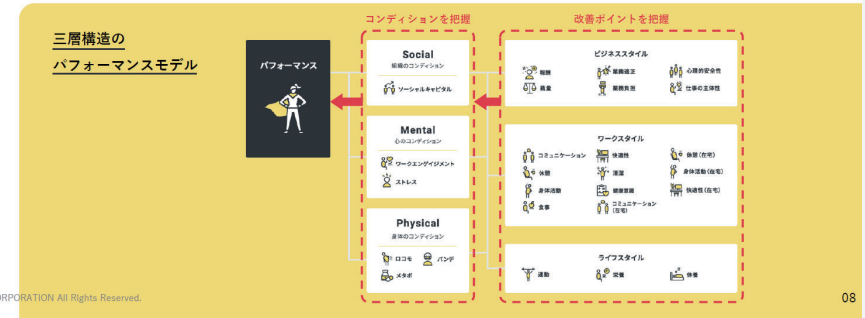 コンディションを把握
改善ポイントを把握
三層構造の
パフォーマンスモデル
パフォーマンス
Social
組織のコンディション
ソーシャルキャピタル
Mental
心のコンディション
ワークエンゲイジメント
ストレス
Physical
身体のコンディション
ロコモ
パンデ
メタボ
ビジネススタイル
報酬
業務適正
心理的安全性
裁量
業務負担
仕事の主体性
ワークスタイル
コミュニケーション
快適性
休憩 (在宅)
休憩
清潔
身体活動 (在宅)
身体活動
健康意識
快適性 (在宅)
食事
コミュニケーション
(在宅)
ライフスタイル
運動
栄養
休養
RPORATION All Rights Reserved.
08